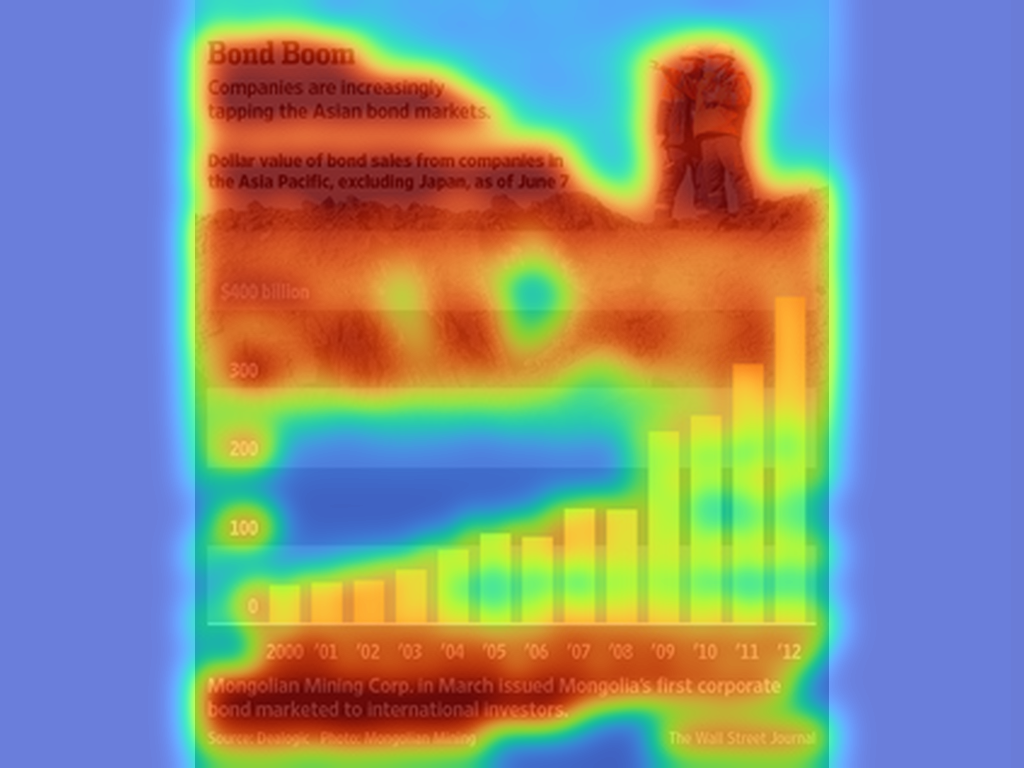 Bond Boom
Companies are increasingly
tapping the Asian bond markets.
Dollar value of bond sales from companies in
the Asia Pacific, excluding Japan, as of June 7
$400 billion
300
200
100
0
2000 '01 '02 '03 '04 '05 '06 '07 '08 '09 '10 '11 '12
Mongolian Mining Corp. in March issued Mongolia's first corporate
bond marketed to international investors.
Source: Dealogic Photo: Mongolian Mining
The Wall Street Journal